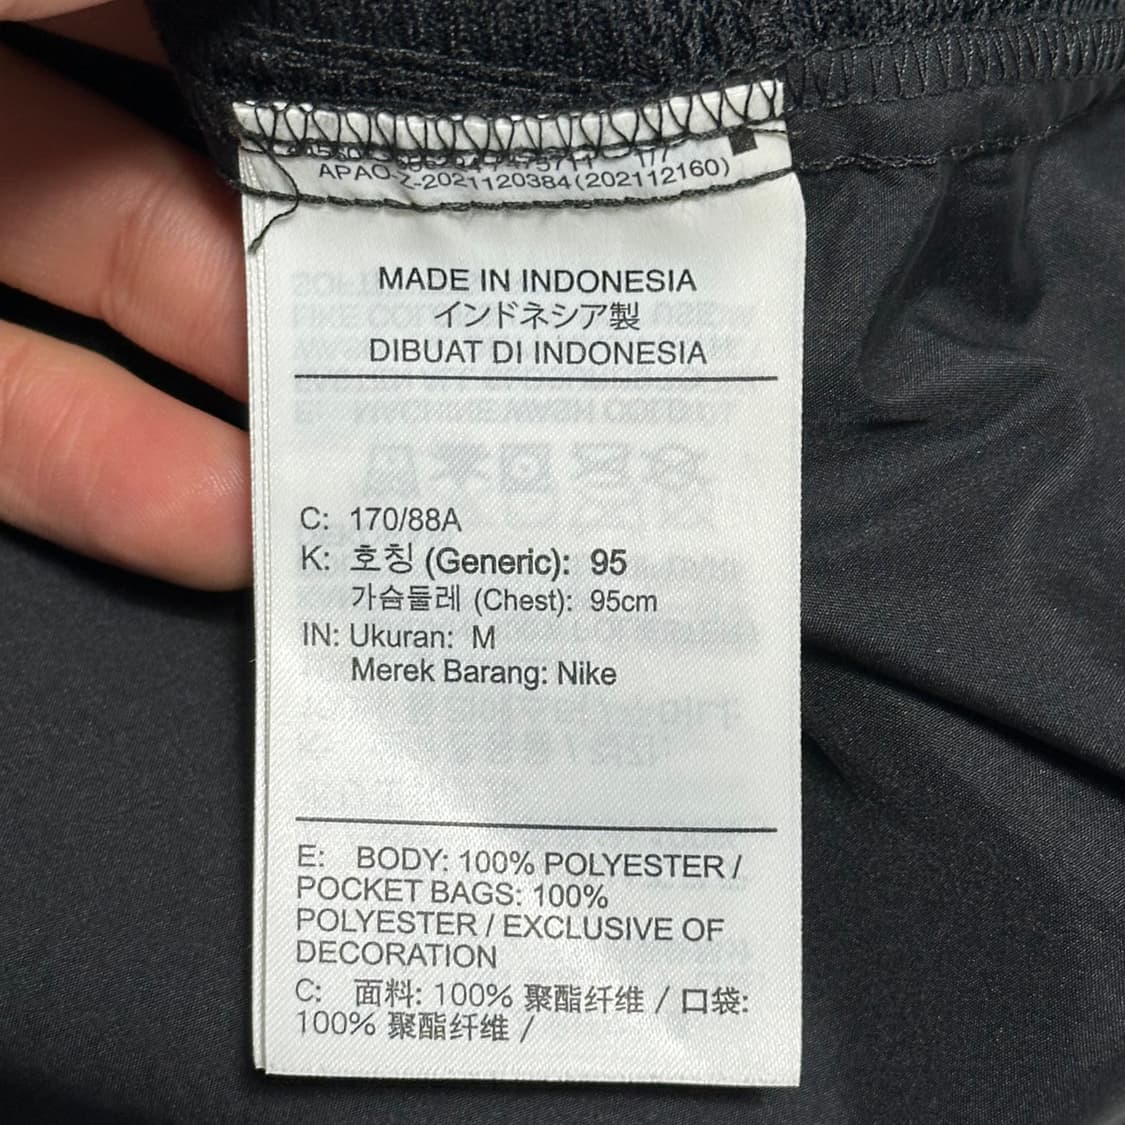 APAO-Z-2021120384(202112160)
MADE IN INDONESIA
インドネシア製
DIBUAT DI INDONESIA
C: 170/88A
K: 호칭 (Generic): 95
가슴둘레 (Chest): 95cm
IN: Ukuran: M
Merek Barang: Nike
E: BODY: 100% POLYESTER /
POCKET BAGS: 100%
POLYESTER / EXCLUSIVE OF
DECORATION
C: 面料: 100% 聚酯纤维 / 口袋:
100% 聚酯纤维 /